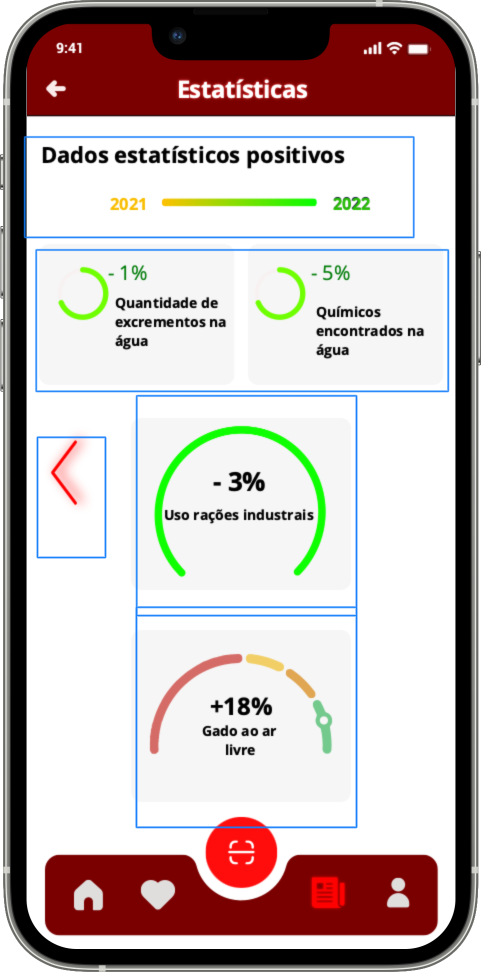 9:41
Estatísticas
Dados estatísticos positivos
2021
2022
- 1%
Quantidade de
excrementos na
água
- 5%
Químicos
encontrados na
água
- 3%
Uso rações industrais
+18%
Gado ao ar
livre